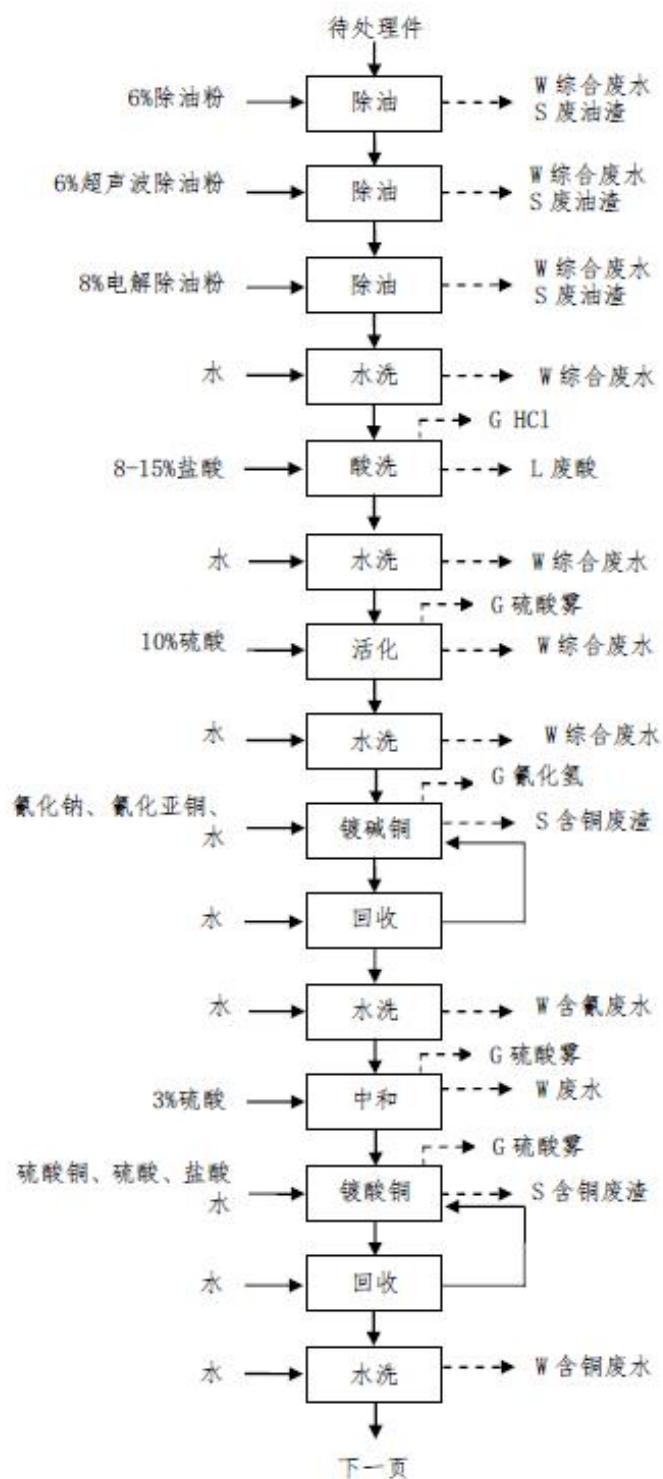 待处理件
6%除油粉
除油
W 综合废水
S 废油渣
6%超声波除油粉
除油
W 综合废水
S 废油渣
8%电解除油粉
除油
W 综合废水
S 废油渣
水
水洗
W 综合废水
G HCl
8-15%盐酸
酸洗
L 废酸
水
水洗
W 综合废水
G 硫酸雾
10%硫酸
活化
W 综合废水
水
水洗
W 综合废水
G 氰化氢
氰化钠、氰化亚铜、
水
镀碱铜
S 含铜废渣
水
回收
水
水洗
W 含氰废水
G 硫酸雾
3%硫酸
中和
W 废水
G 硫酸雾
硫酸铜、硫酸、盐酸
水
镀酸铜
S 含铜废渣
水
回收
水
水洗
W 含铜废水
下一页